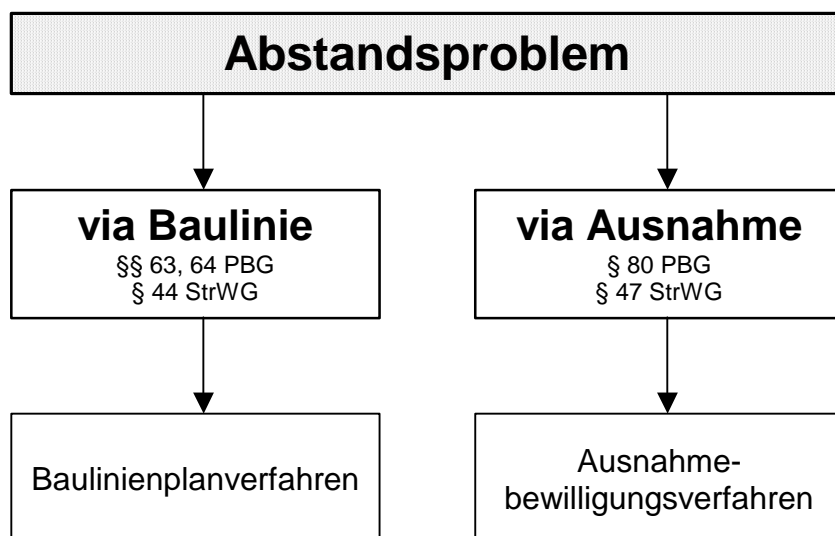 Abstandsproblem
via Baulinie
§§ 63, 64 PBG
§ 44 StrWG
via Ausnahme
§ 80 PBG
§ 47 StrWG
Baulinienplanverfahren
Ausnahme-
bewilligungsverfahren